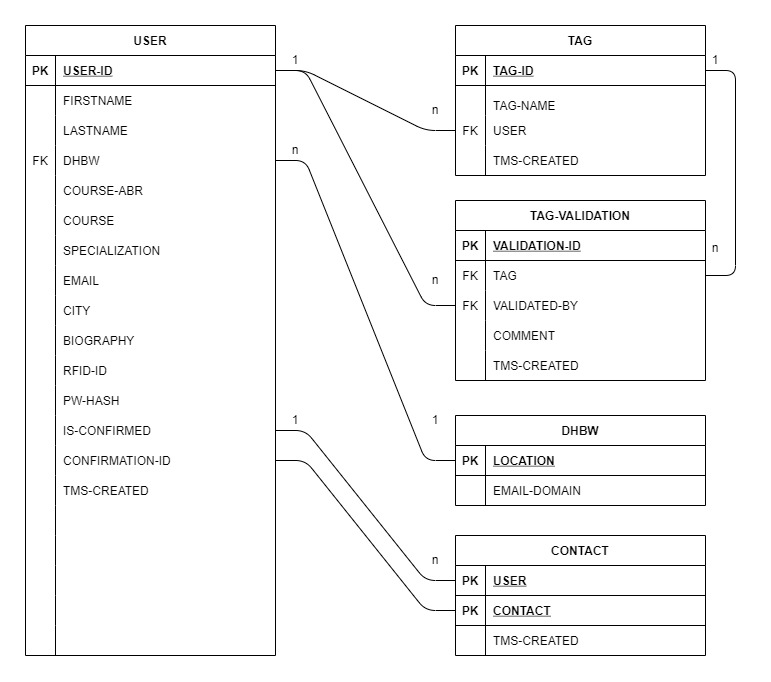 USER
PK USER-ID
FIRSTNAME
LASTNAME
FK DHBW
COURSE-ABR
COURSE
SPECIALIZATION
EMAIL
CITY
BIOGRAPHY
RFID-ID
PW-HASH
IS-CONFIRMED
CONFIRMATION-ID
TMS-CREATED
1
n
n
n
1
1
n
TAG
PK TAG-ID
TAG-NAME
FK USER
TMS-CREATED
1
n
TAG-VALIDATION
PK VALIDATION-ID
FK TAG
FK VALIDATED-BY
COMMENT
TMS-CREATED
DHBW
PK LOCATION
EMAIL-DOMAIN
CONTACT
PK USER
PK CONTACT
TMS-CREATED